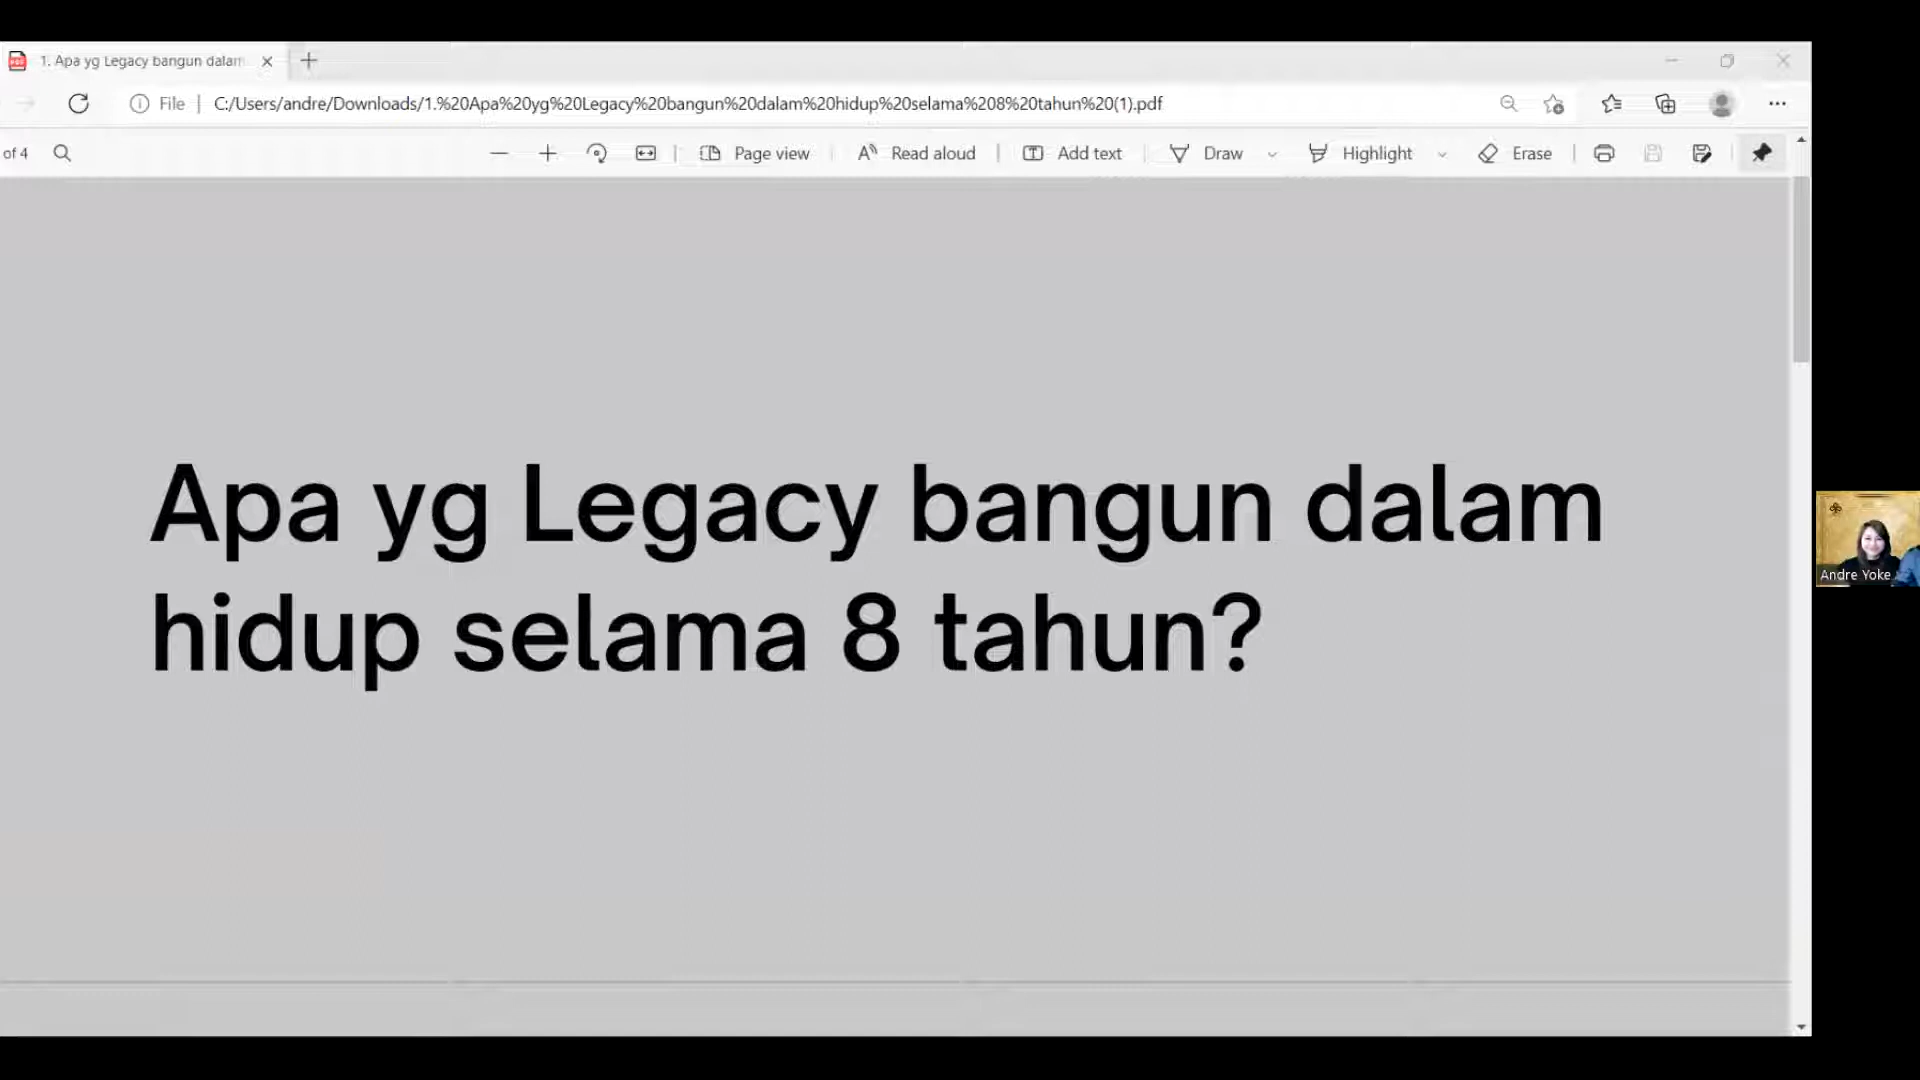 1. Apa yg Legacy bangun dalam
File
C:/Users/andre/Downloads/1.%20Apa%20yg%20Legacy%20bangun%20dalam%20hidup%20selama%208%20tahun%20(1).pdf
of 4
Page view
Read aloud
Add text
Draw
Highlight
Erase
Apa yg Legacy bangun dalam
hidup selama 8 tahun?
Andre Yoke